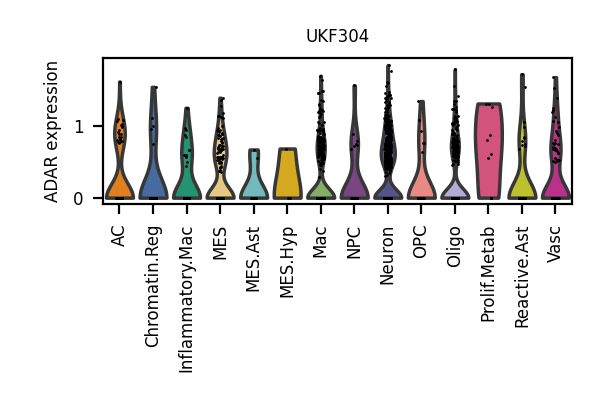 UKF304
ADAR expression
1
0
AC
Chromatin.Reg
Inflammatory.Mac
MES
MES.Ast
MES.Hyp
Mac
NPC
Neuron
OPC
Oligo
Prolif.Metab
Reactive.Ast
Vasc